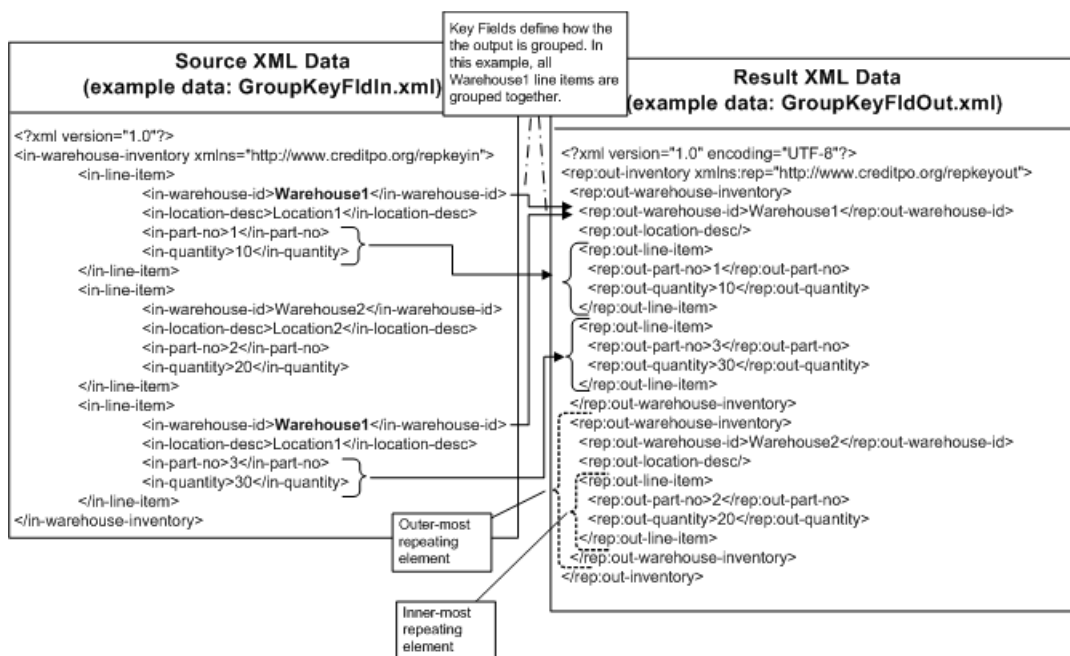 Key Fields define how the
the output is grouped. In
this example, all
Warehouse1 line items are
grouped together.
Source XML Data
(example data: GroupKeyFldIn.xml)
<?xml version="1.0"?>
<in-warehouse-inventory xmlns="http://www.creditpo.org/repkeyin">
<in-line-item>
<in-warehouse-id>Warehouse1</in-warehouse-id>
<in-location-desc>Location1</in-location-desc>
<in-part-no>1</in-part-no>
<in-quantity>10</in-quantity>
</in-line-item>
<in-line-item>
<in-warehouse-id>Warehouse2</in-warehouse-id>
<in-location-desc>Location2</in-location-desc>
<in-part-no>2</in-part-no>
<in-quantity>20</in-quantity>
</in-line-item>
<in-line-item>
<in-warehouse-id>Warehouse1</in-warehouse-id>
<in-location-desc>Location1</in-location-desc>
<in-part-no>3</in-part-no>
<in-quantity>30</in-quantity>
</in-line-item>
</in-warehouse-inventory>
Result XML Data
(example data: GroupKeyFldOut.xml)
<?xml version="1.0" encoding="UTF-8"?>
<rep:out-inventory xmlns:rep="http://www.creditpo.org/repkeyout">
<rep:out-warehouse-inventory>
<rep:out-warehouse-id>Warehouse1</rep:out-warehouse-id>
<rep:out-location-desc/>
<rep:out-line-item>
<rep:out-part-no>1</rep:out-part-no>
<rep:out-quantity>10</rep:out-quantity>
</rep:out-line-item>
<rep:out-line-item>
<rep:out-part-no>3</rep:out-part-no>
<rep:out-quantity>30</rep:out-quantity>
</rep:out-line-item>
</rep:out-warehouse-inventory>
<rep:out-warehouse-inventory>
<rep:out-warehouse-id>Warehouse2</rep:out-warehouse-id>
<rep:out-location-desc/>
<rep:out-line-item>
<rep:out-part-no>2</rep:out-part-no>
<rep:out-quantity>20</rep:out-quantity>
</rep:out-line-item>
</rep:out-warehouse-inventory>
</rep:out-inventory>
Outer-most
repeating
element
Inner-most
repeating
element